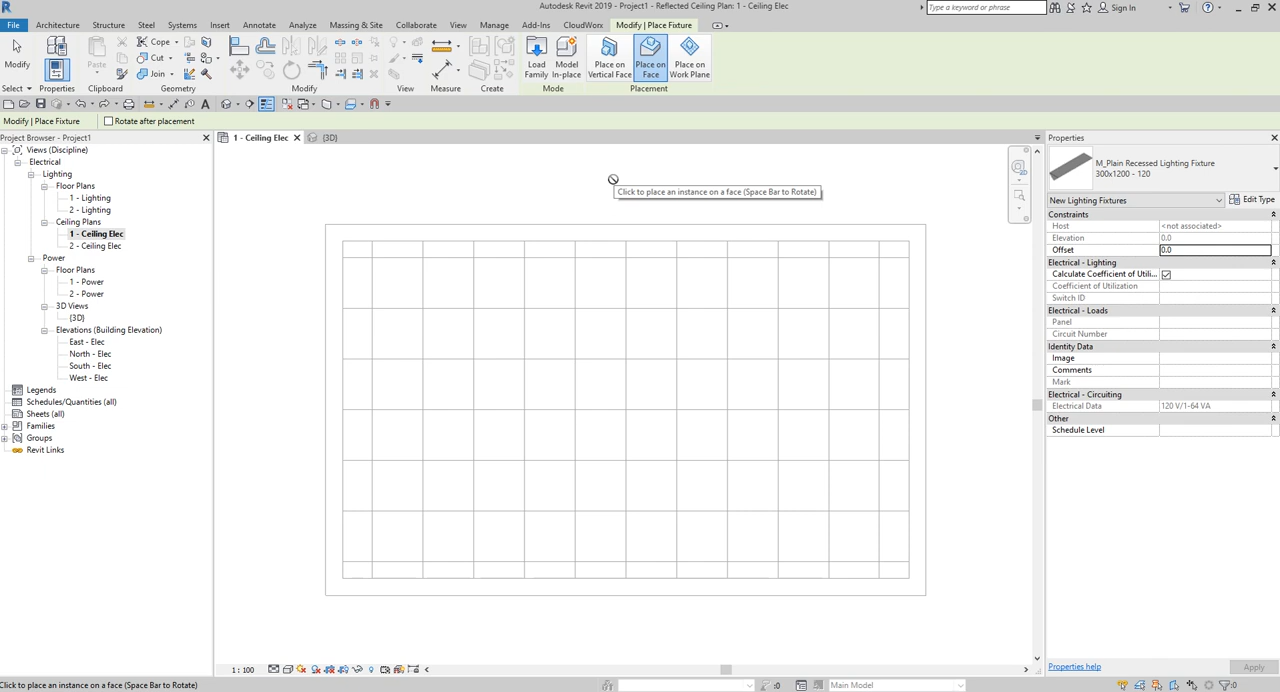 Autodesk Revit 2019 - Project1 - Reflected Ceiling Plan: 1 - Ceiling Elec
Type a keyword or phrase
Sign In
File Architecture Structure Steel Systems Insert Annotate Analyze Massing & Site Collaborate View Manage Add-Ins CloudWorx Modify | Place Fixture
Modify
Paste
Cope
Cut
Join
Load Family
Model In-place
Place on Vertical Face
Place on Face
Place on Work Plane
Select Properties Clipboard Geometry Modify View Measure Create Mode Placement
Modify | Place Fixture Rotate after placement
Project Browser - Project1
Views (Discipline)
Electrical
Lighting
Floor Plans
1 - Lighting
2 - Lighting
Ceiling Plans
1 - Ceiling Elec
2 - Ceiling Elec
Power
Floor Plans
1 - Power
2 - Power
3D Views
{3D}
Elevations (Building Elevation)
East - Elec
North - Elec
South - Elec
West - Elec
Legends
Schedules/Quantities (all)
Sheets (all)
Families
Groups
Revit Links
1 - Ceiling Elec {3D}
Click to place an instance on a face (Space Bar to Rotate)
Properties
M_Plain Recessed Lighting Fixture
300x1200 - 120
New Lighting Fixtures Edit Type
Constraints
Host <not associated>
Elevation 0.0
Offset 0.0
Electrical - Lighting
Calculate Coefficient of Utili...
Coefficient of Utilization
Switch ID
Electrical - Loads
Panel
Circuit Number
Identity Data
Image
Comments
Mark
Electrical - Circuiting
Electrical Data 120 V/1-64 VA
Other
Schedule Level
Properties help Apply
1 : 100
Click to place an instance on a face (Space Bar to Rotate) :0 Main Model :0